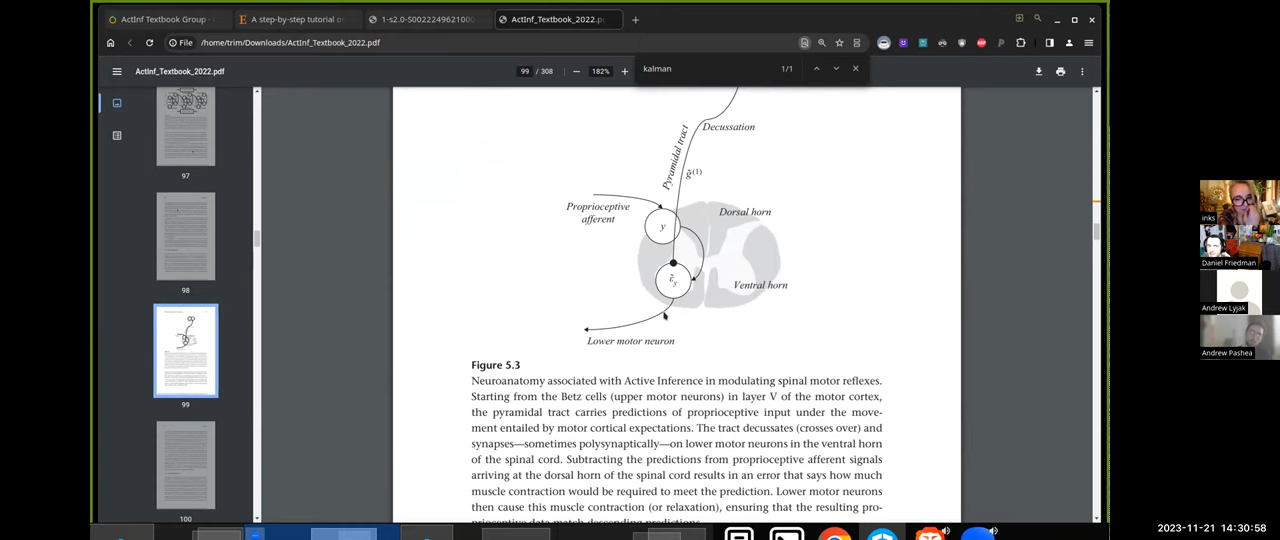 ActInf Textbook Group -
A step-by-step tutorial o
1-s2.0-S00222496210
ActInf_Textbook_2022.p
File
/home/trim/Downloads/ActInf_Textbook_2022.pdf
ActInf_Textbook_2022.pdf
99 / 308
182%
kalman
1/1
97
98
99
100
Decussation
Pyramidal tract
g̃(1)
Proprioceptive
afferent
y
Dorsal horn
ε̃y
Ventral horn
Lower motor neuron
Figure 5.3
Neuroanatomy associated with Active Inference in modulating spinal motor reflexes.
Starting from the Betz cells (upper motor neurons) in layer V of the motor cortex,
the pyramidal tract carries predictions of proprioceptive input under the move-
ment entailed by motor cortical expectations. The tract decussates (crosses over) and
synapses—sometimes polysynaptically—on lower motor neurons in the ventral horn
of the spinal cord. Subtracting the predictions from proprioceptive afferent signals
arriving at the dorsal horn of the spinal cord results in an error that says how much
muscle contraction would be required to meet the prediction. Lower motor neurons
then cause this muscle contraction (or relaxation), ensuring that the resulting pro-
prioceptive data match descending predictions.
inks
Daniel Friedman
Andrew Lyjak
Andrew Pashea
2023-11-21 14:30:58